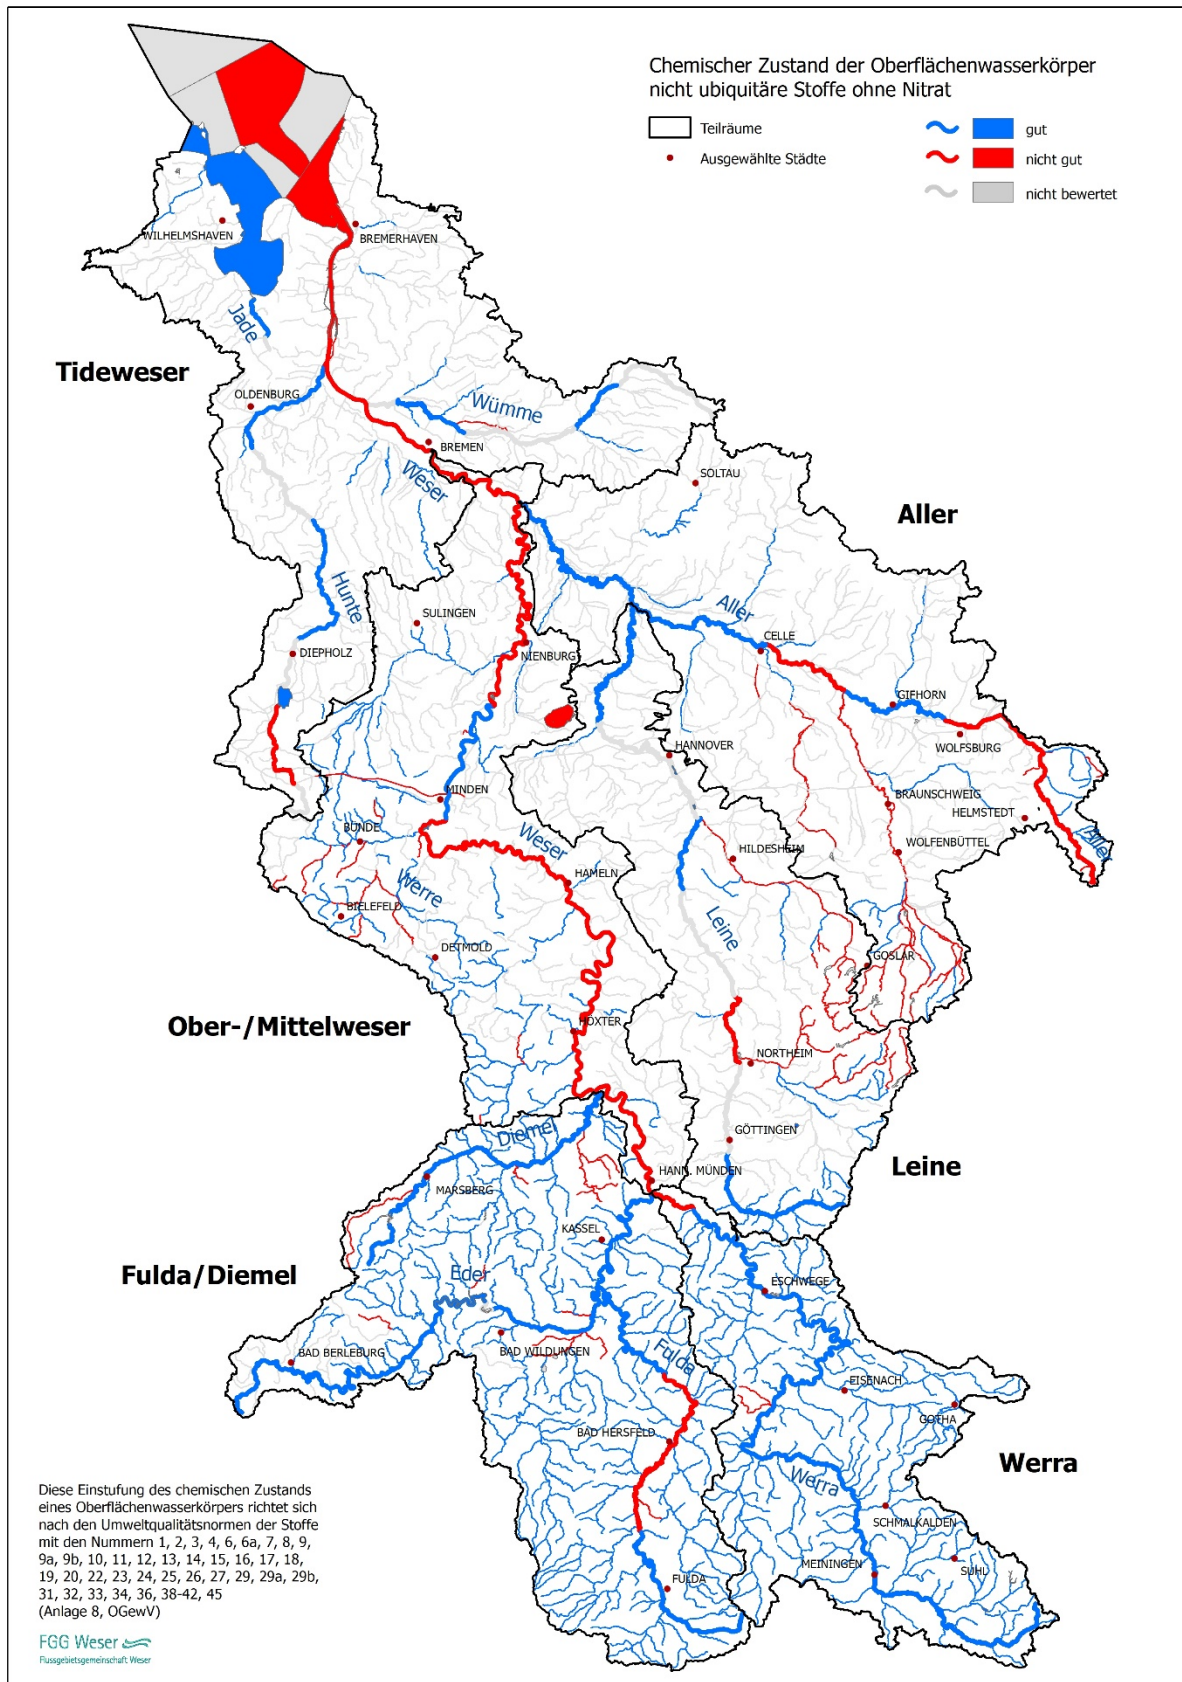 Chemischer Zustand der Oberflächenwasserkörper
nicht ubiquitäre Stoffe ohne Nitrat
Teilräume
gut
Ausgewählte Städte
nicht gut
nicht bewertet
WILHELMSHAVEN
BREMERHAVEN
Jade
Tideweser
OLDENBURG
Wümme
BREMEN
Weser
SOLTAU
Aller
Hunte
SULINGEN
Aller
CELLE
DIEPHOLZ
NIENBURG
GIFHORN
HANNOVER
WOLFSBURG
MINDEN
BRAUNSCHWEIG
HELMSTEDT
BÜNDE
Weser
HILDESHEIM
WOLFENBÜTTEL
Aller
Werre
HAMELN
BIELEFELD
Leine
DETMOLD
GOSLAR
Ober-/Mittelweser
HÖXTER
NORTHEIM
Diemel
GÖTTINGEN
Leine
MARSBERG
HANN. MÜNDEN
KASSEL
Fulda/Diemel
Eder
ESCHWEGE
BAD BERLEBURG
BAD WILDUNGEN
Fulda
EISENACH
GOTHA
BAD HERSFELD
Werra
Werra
SCHMALKALDEN
MEININGEN
SUHL
FULDA
Diese Einstufung des chemischen Zustands
eines Oberflächenwasserkörpers richtet sich
nach den Umweltqualitätsnormen der Stoffe
mit den Nummern 1, 2, 3, 4, 6, 6a, 7, 8, 9,
9a, 9b, 10, 11, 12, 13, 14, 15, 16, 17, 18,
19, 20, 22, 23, 24, 25, 26, 27, 29, 29a, 29b,
31, 32, 33, 34, 36, 38-42, 45
(Anlage 8, OGewV)
FGG Weser
Flussgebietsgemeinschaft Weser